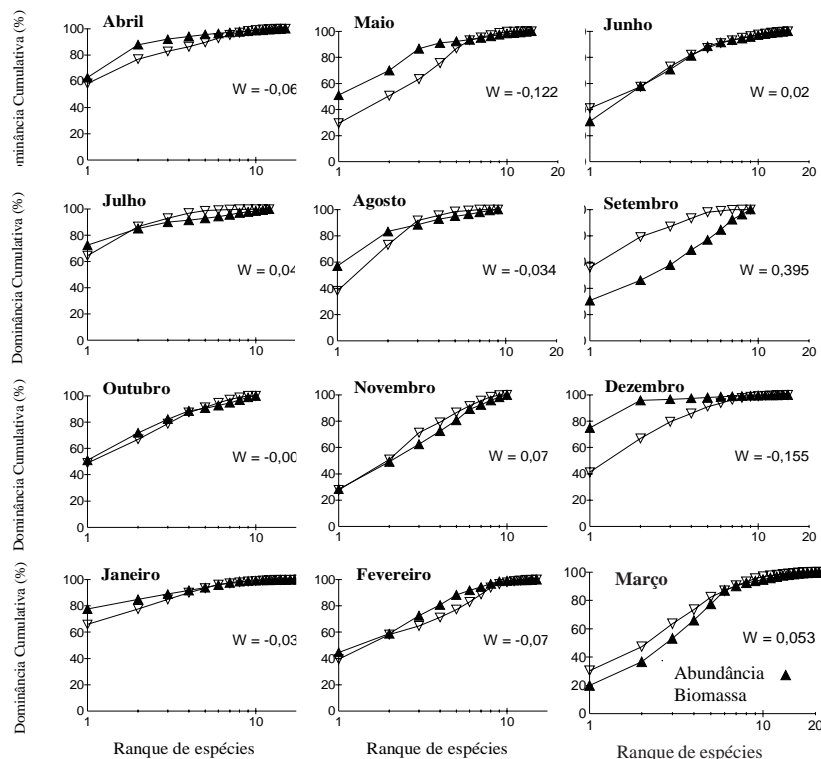 Abril
Maio
Junho
W = -0,06
W = -0,122
W = 0,02
100
80
60
40
20
0
1
10
20
minância Cumulativa (%)
Julho
Agosto
Setembro
W = 0,04
W = -0,034
W = 0,395
Dominância Cumulativa (%)
Outubro
Novembro
Dezembro
W = -0,00
W = 0,07
W = -0,155
Dominância Cumulativa (%)
Janeiro
Fevereiro
Março
W = -0,03
W = -0,07
W = 0,053
Dominância Cumulativa (%)
Abundância ▲
Biomassa
Ranque de espécies
Ranque de espécies
Ranque de espécies